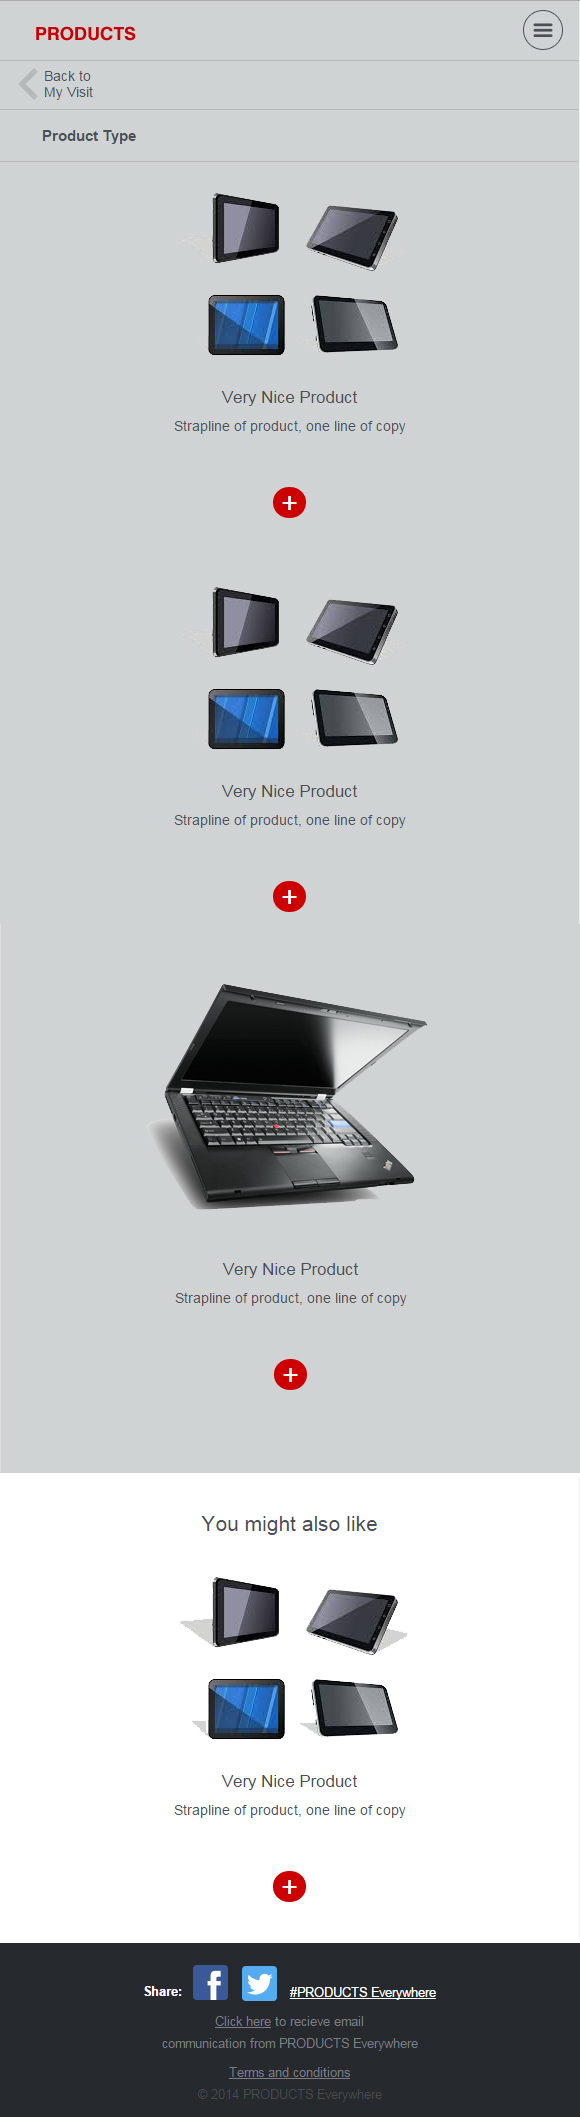 PRODUCTS
Back to
My Visit
Product Type
Very Nice Product
Strapline of product, one line of copy
Very Nice Product
Strapline of product, one line of copy
Very Nice Product
Strapline of product, one line of copy
You might also like
Very Nice Product
Strapline of product, one line of copy
Share: #PRODUCTS Everywhere
Click here to recieve email
communication from PRODUCTS Everywhere
Terms and conditions
© 2014 PRODUCTS Everywhere